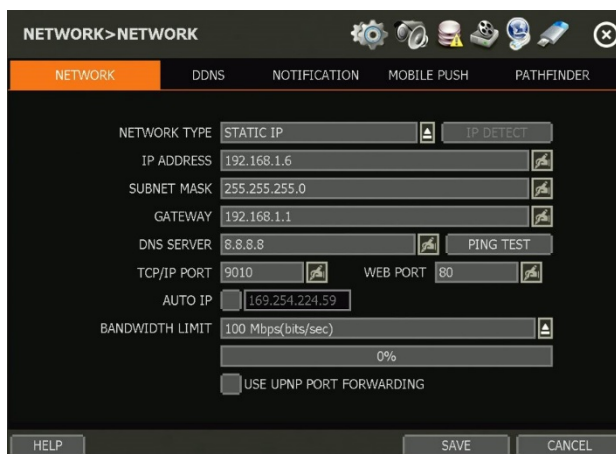 NETWORK>NETWORK
NETWORK DDNS NOTIFICATION MOBILE PUSH PATHFINDER
NETWORK TYPE STATIC IP IP DETECT
IP ADDRESS 192.168.1.6
SUBNET MASK 255.255.255.0
GATEWAY 192.168.1.1
DNS SERVER 8.8.8.8 PING TEST
TCP/IP PORT 9010 WEB PORT 80
AUTO IP 169.254.224.59
BANDWIDTH LIMIT 100 Mbps(bits/sec)
0%
USE UPNP PORT FORWARDING
HELP SAVE CANCEL